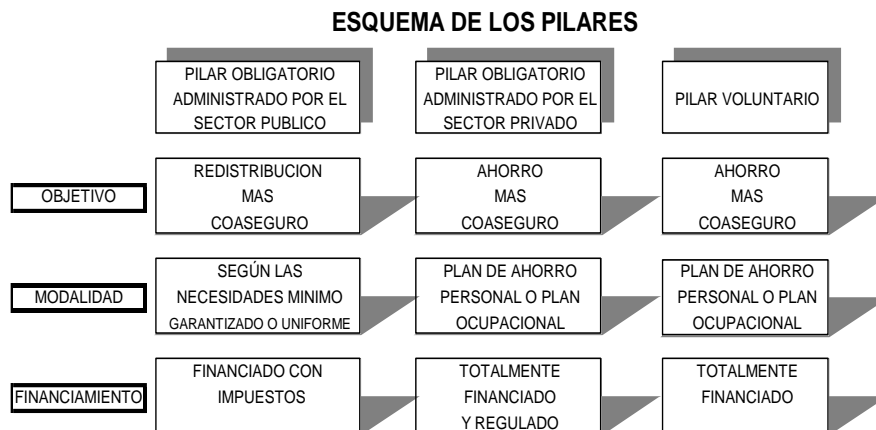 ESQUEMA DE LOS PILARES
PILAR OBLIGATORIO
ADMINISTRADO POR EL
SECTOR PUBLICO
PILAR OBLIGATORIO
ADMINISTRADO POR EL
SECTOR PRIVADO
PILAR VOLUNTARIO
OBJETIVO
REDISTRIBUCION
MAS
COASEGURO
AHORRO
MAS
COASEGURO
AHORRO
MAS
COASEGURO
MODALIDAD
SEGÚN LAS
NECESIDADES MINIMO
GARANTIZADO O UNIFORME
PLAN DE AHORRO
PERSONAL O PLAN
OCUPACIONAL
PLAN DE AHORRO
PERSONAL O PLAN
OCUPACIONAL
FINANCIAMIENTO
FINANCIADO CON
IMPUESTOS
TOTALMENTE
FINANCIADO
Y REGULADO
TOTALMENTE
FINANCIADO